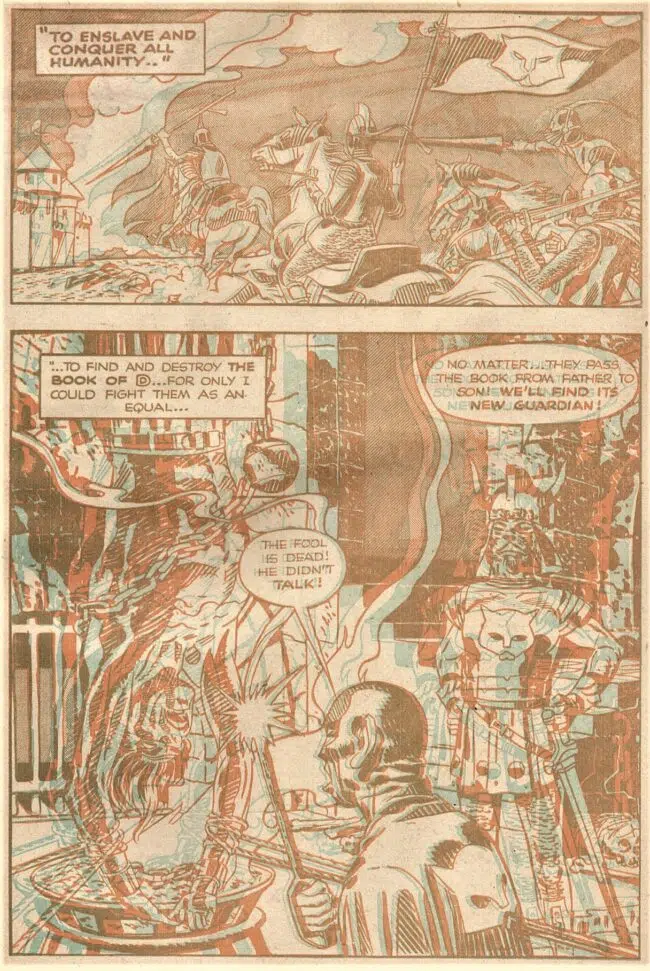 "TO ENSLAVE AND
CONQUER ALL
HUMANITY.."
"...TO FIND AND DESTROY THE
BOOK OF D...FOR ONLY I
COULD FIGHT THEM AS AN
EQUAL...
NO MATTER... THEY PASS
THE BOOK FROM FATHER TO
SON! WE'LL FIND ITS
NEW GUARDIAN!
THE FOOL
IS DEAD!
HE DIDN'T
TALK!